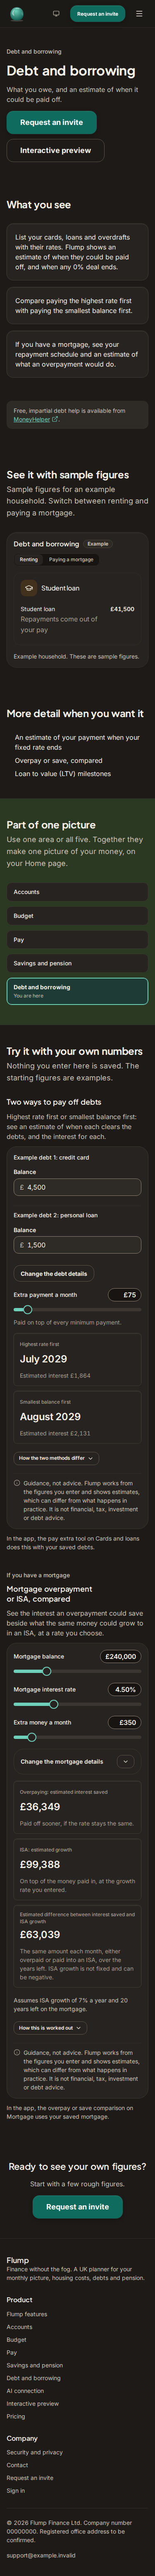 Request an invite
Debt and borrowing
Debt and borrowing
What you owe, and an estimate of when it
could be paid off.
Request an invite
Interactive preview
What you see
List your cards, loans and overdrafts
with their rates. Flump shows an
estimate of when they could be paid
off, and when any 0% deal ends.
Compare paying the highest rate first
with paying the smallest balance first.
If you have a mortgage, see your
repayment schedule and an estimate of
what an overpayment would do.
Free, impartial debt help is available from
MoneyHelper.
See it with sample figures
Sample figures for an example
household. Switch between renting and
paying a mortgage.
Debt and borrowing Example
Renting Paying a mortgage
Student loan
Student loan £41,500
Repayments come out of
your pay
Example household. These are sample figures.
More detail when you want it
An estimate of your payment within your
fixed rate ends
Overpay or save, compared
Loan to value (LTV) milestones
Part of one picture
Use one area or all five. Together they
make one picture of your money, on
your Home page.
Accounts
Budget
Pay
Savings and pension
Debt and borrowing
You are here
Try it with your own numbers
Nothing you enter here is saved. The
starting figures are examples.
Two ways to pay off debts
Highest rate first or smallest balance first:
see an estimate of when each clears the
debts, and the interest for each.
Example debt 1: credit card
Balance
£ 4,500
Example debt 2: personal loan
Balance
£ 1,500
Change the debt details
Extra payment a month £75
Paid on top of every minimum payment.
Highest rate first
July 2029
Estimated interest £1,864
Smallest balance first
August 2029
Estimated interest £2,131
How the two methods differ
Guidance, not advice. Flump works from
the figures you enter and shows estimates,
which can differ from what happens in
practice. It is not financial, tax, investment
or debt advice.
In the app, the pay extra tool on Cards and loans
does this with your saved debts.
If you have a mortgage
Mortgage overpayment
or ISA, compared
See the interest an overpayment could save
beside what the same money could grow to
in an ISA, at a rate you choose.
Mortgage balance £240,000
Mortgage interest rate 4.50%
Extra money a month £350
Change the mortgage details
Overpaying: estimated interest saved
£36,349
Paid off sooner, if the rate stays the same.
ISA: estimated growth
£99,388
On top of the money paid in, at the growth
rate you entered.
Estimated difference between interest saved and
ISA growth
£63,039
The same amount each month, either
overpaid or paid into an ISA, over the
years left. ISA growth is not fixed and can
be negative.
Assumes ISA growth of 7% a year and 20
years left on the mortgage.
How this is worked out
Guidance, not advice. Flump works from
the figures you enter and shows estimates,
which can differ from what happens in
practice. It is not financial, tax, investment
or debt advice.
In the app, the overpay or save comparison on
Mortgage uses your saved mortgage.
Ready to see your own figures?
Start with a few rough figures.
Request an invite
Flump
Finance without the fog. A UK planner for your
monthly picture, housing costs, debts and pension.
Product
Flump features
Accounts
Budget
Pay
Savings and pension
Debt and borrowing
AI connection
Interactive preview
Pricing
Company
Security and privacy
Contact
Request an invite
Sign in
© 2026 Flump Finance Ltd. Company number
00000000. Registered office address to be
confirmed.
support@example.invalid